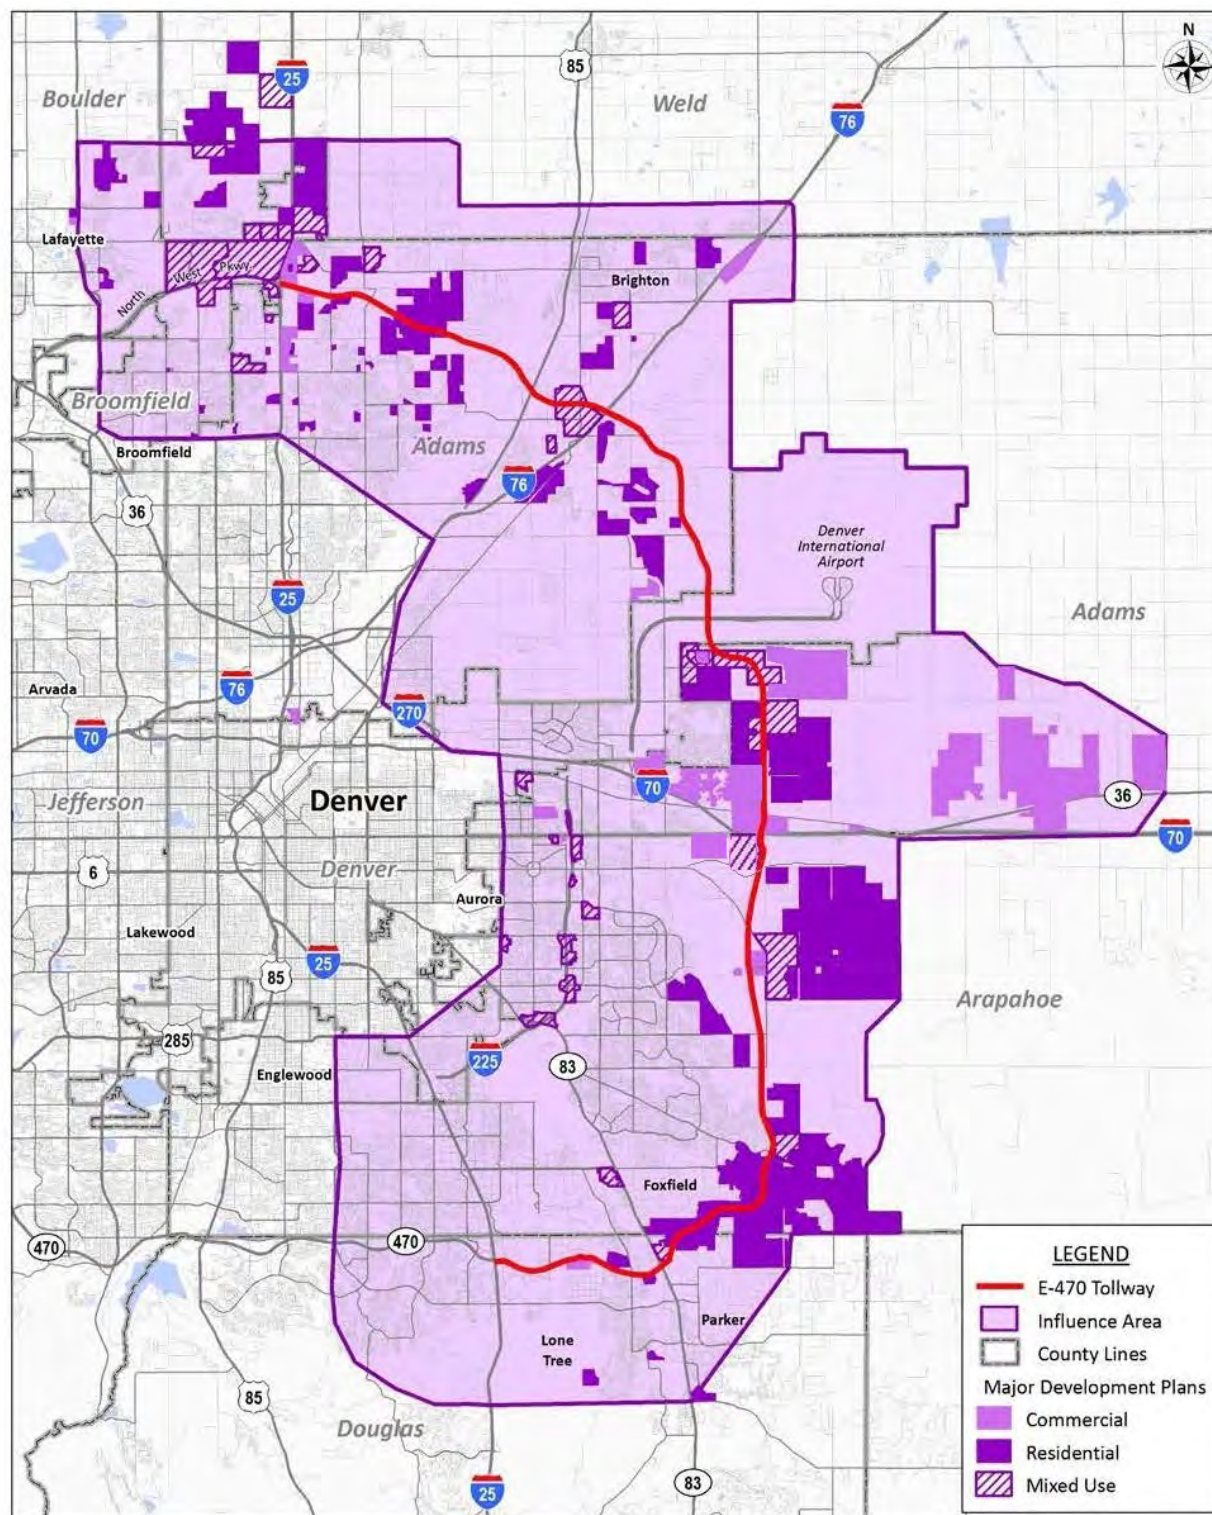 N
25
85
Boulder
Weld
76
Lafayette
West Pkwy
North
Brighton
Broomfield
Adams
Broomfield
76
36
Denver
International
Airport
25
Adams
Arvada
76
270
70
70
Jefferson
Denver
36
70
6
Denver
Aurora
Lakewood
25
85
Arapahoe
285
225
83
Englewood
Foxfield
470
470
LEGEND
E-470 Tollway
Influence Area
County Lines
Major Development Plans
Commercial
Residential
Mixed Use
Parker
Lone
Tree
85
Douglas
25
83